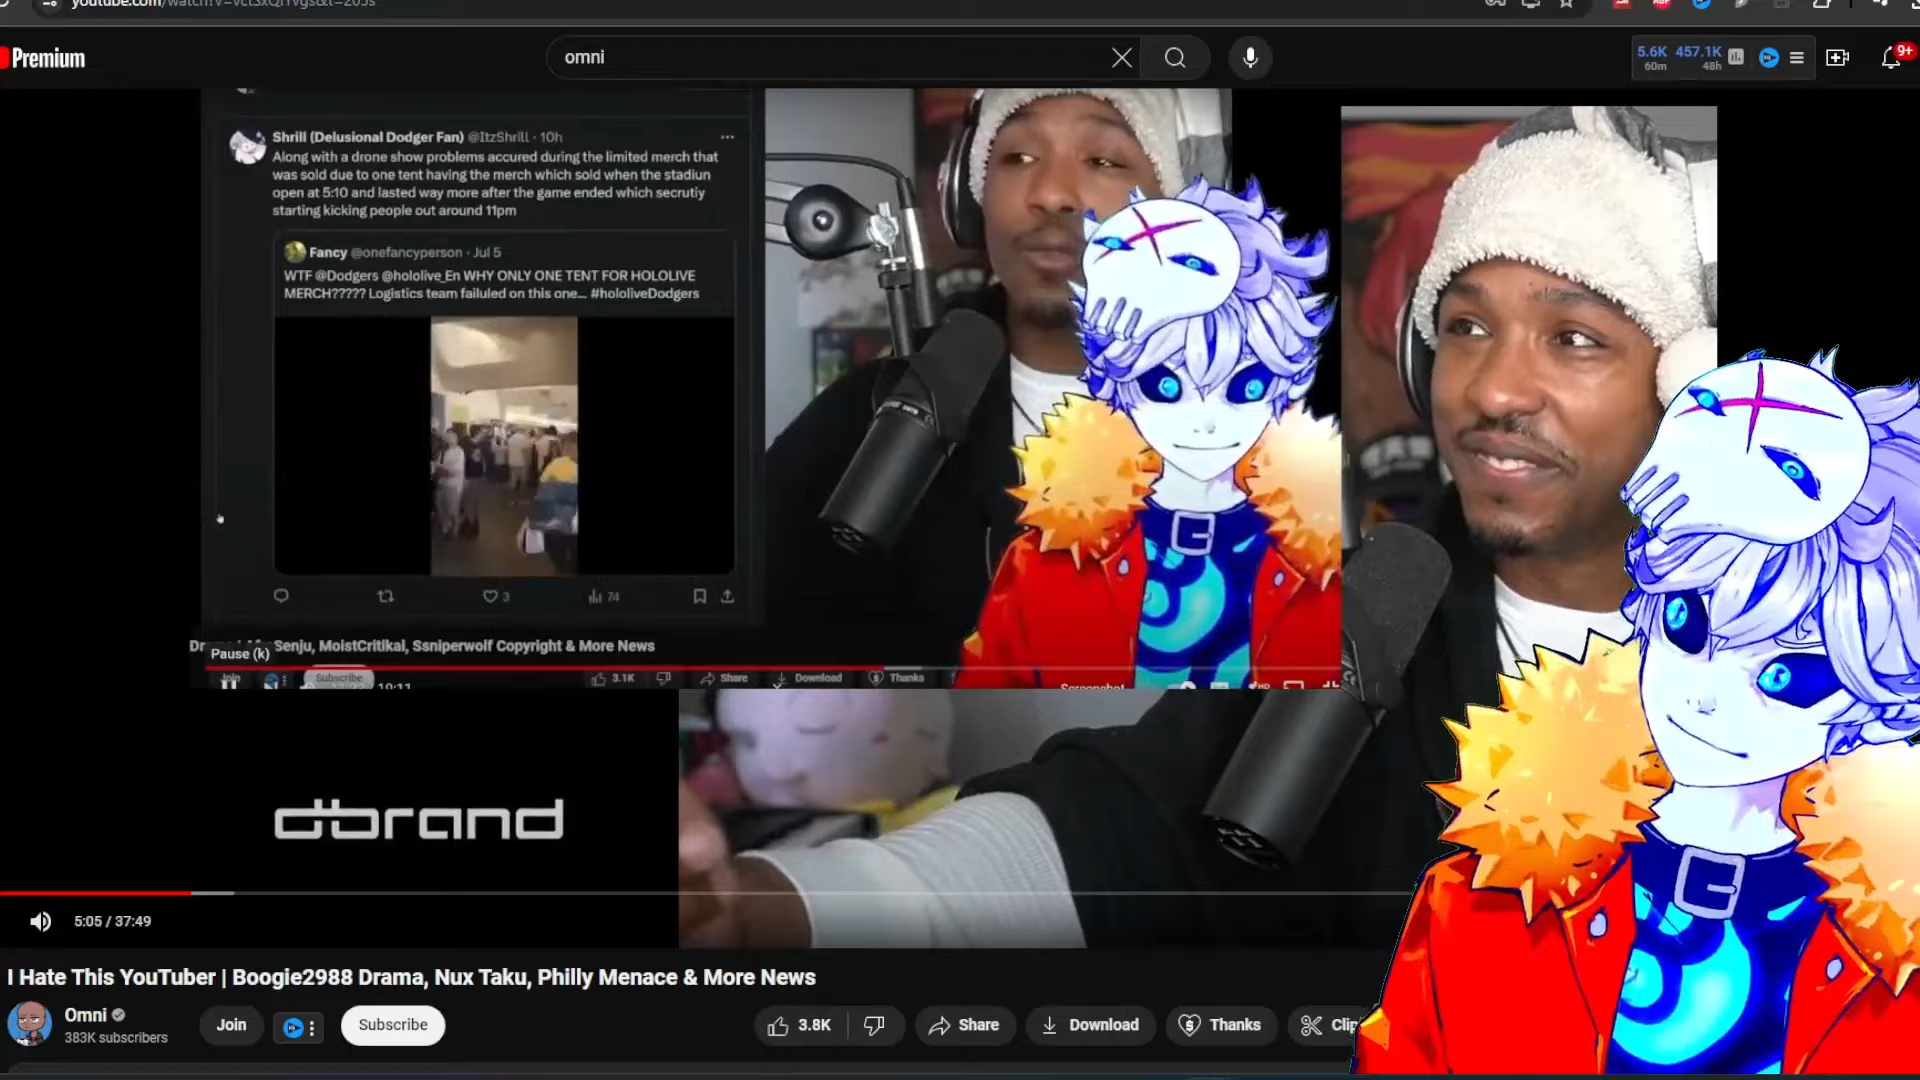 Premium
omni
5.6K 457.1K
60m 48h
9+
Shrill (Delusional Dodger Fan) @ItzShrill · 10h
Along with a drone show problems accured during the limited merch that
was sold due to one tent having the merch which sold when the stadiun
open at 5:10 and lasted way more after the game ended which secrutiy
starting kicking people out around 11pm
Fancy @onefancyperson · Jul 5
WTF @Dodgers @hololive_En WHY ONLY ONE TENT FOR HOLOLIVE
MERCH????? Logistics team failuled on this one... #hololiveDodgers
3 74
Senju, MoistCritikal, Ssniperwolf Copyright & More News
Pause (k)
Join Subscribe 3.1K Share Download Thanks
Screenshot
dbrand
5:05 / 37:49
I Hate This YouTuber | Boogie2988 Drama, Nux Taku, Philly Menace & More News
Omni
383K subscribers
Join Subscribe 3.8K Share Download Thanks Clip